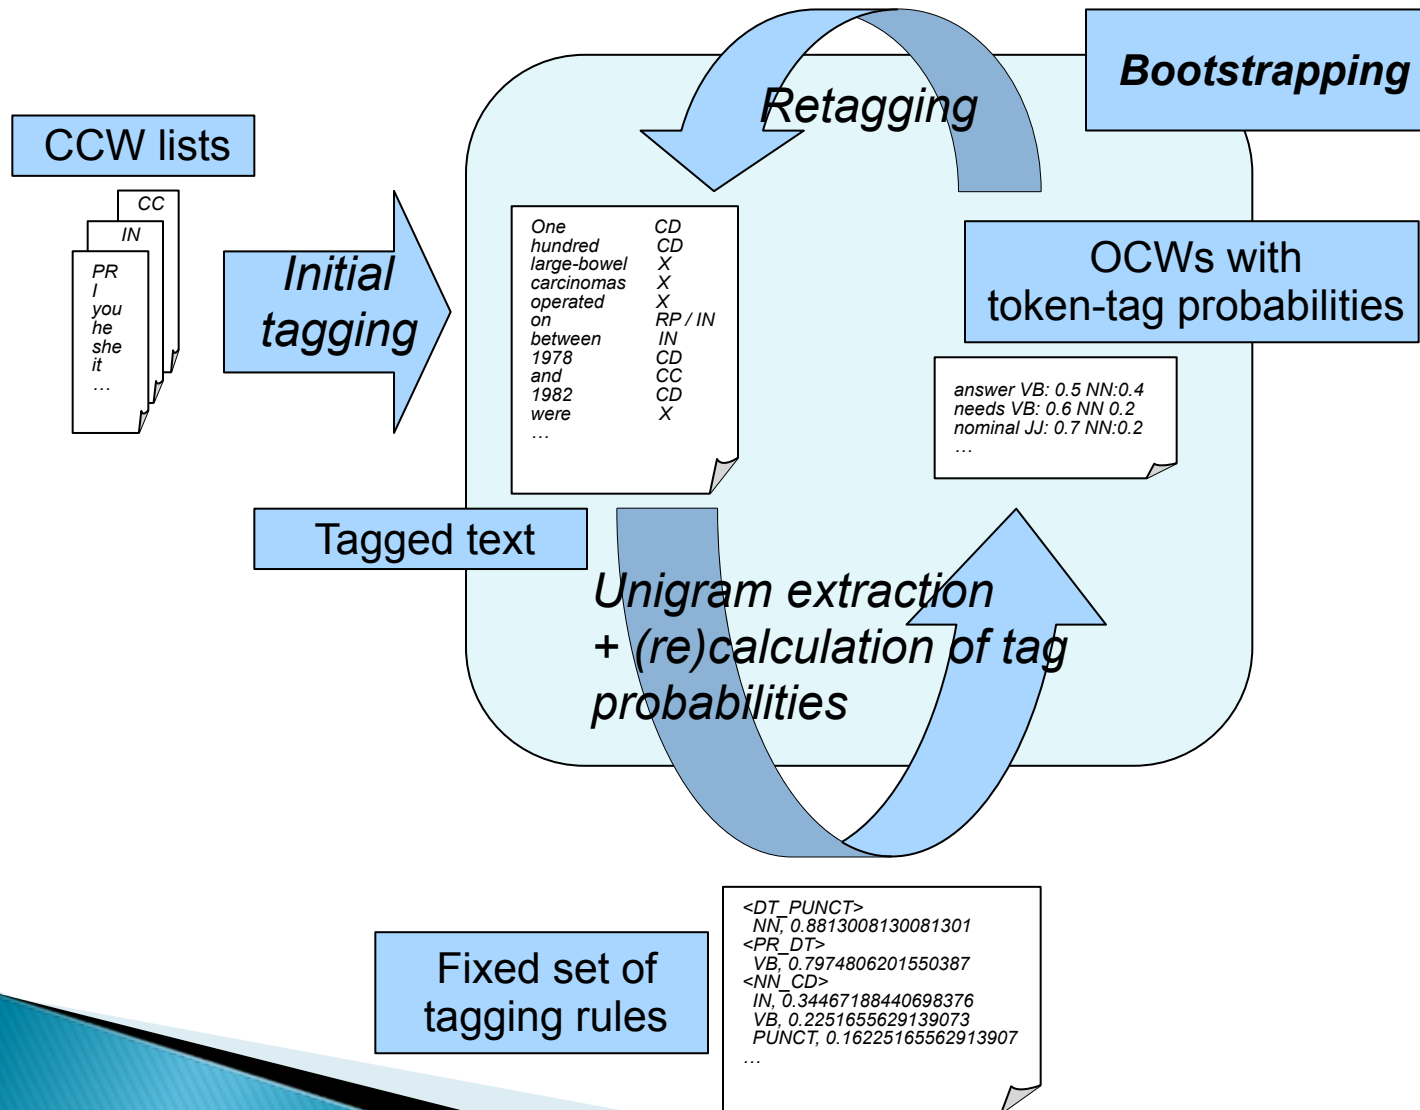 Bootstrapping
Retagging
CCW lists
CC
IN
PR
I
you
he
she
it
…
Initial
tagging
One CD
hundred CD
large-bowel X
carcinomas X
operated X
on RP / IN
between IN
1978 CD
and CC
1982 CD
were X
…
OCWs with
token-tag probabilities
answer VB: 0.5 NN:0.4
needs VB: 0.6 NN 0.2
nominal JJ: 0.7 NN:0.2
…
Tagged text
Unigram extraction
+ (re)calculation of tag
probabilities
Fixed set of
tagging rules
<DT_PUNCT>
NN, 0.8813008130081301
<PR_DT>
VB, 0.7974806201550387
<NN_CD>
IN, 0.34467188440698376
VB, 0.2251655629139073
PUNCT, 0.16225165562913907
…